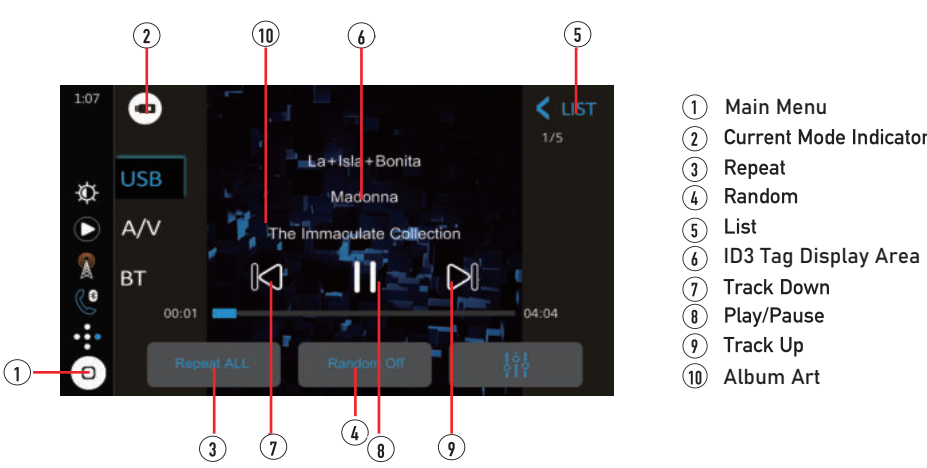 2
10
6
5
1:07
LIST
1/5
La+Isla+Bonita
USB
Madonna
A/V
The Immaculate Collection
BT
00:01
04:04
Repeat ALL
Random Off
1
3
7
4
8
9
1 Main Menu
2 Current Mode Indicator
3 Repeat
4 Random
5 List
6 ID3 Tag Display Area
7 Track Down
8 Play/Pause
9 Track Up
10 Album Art